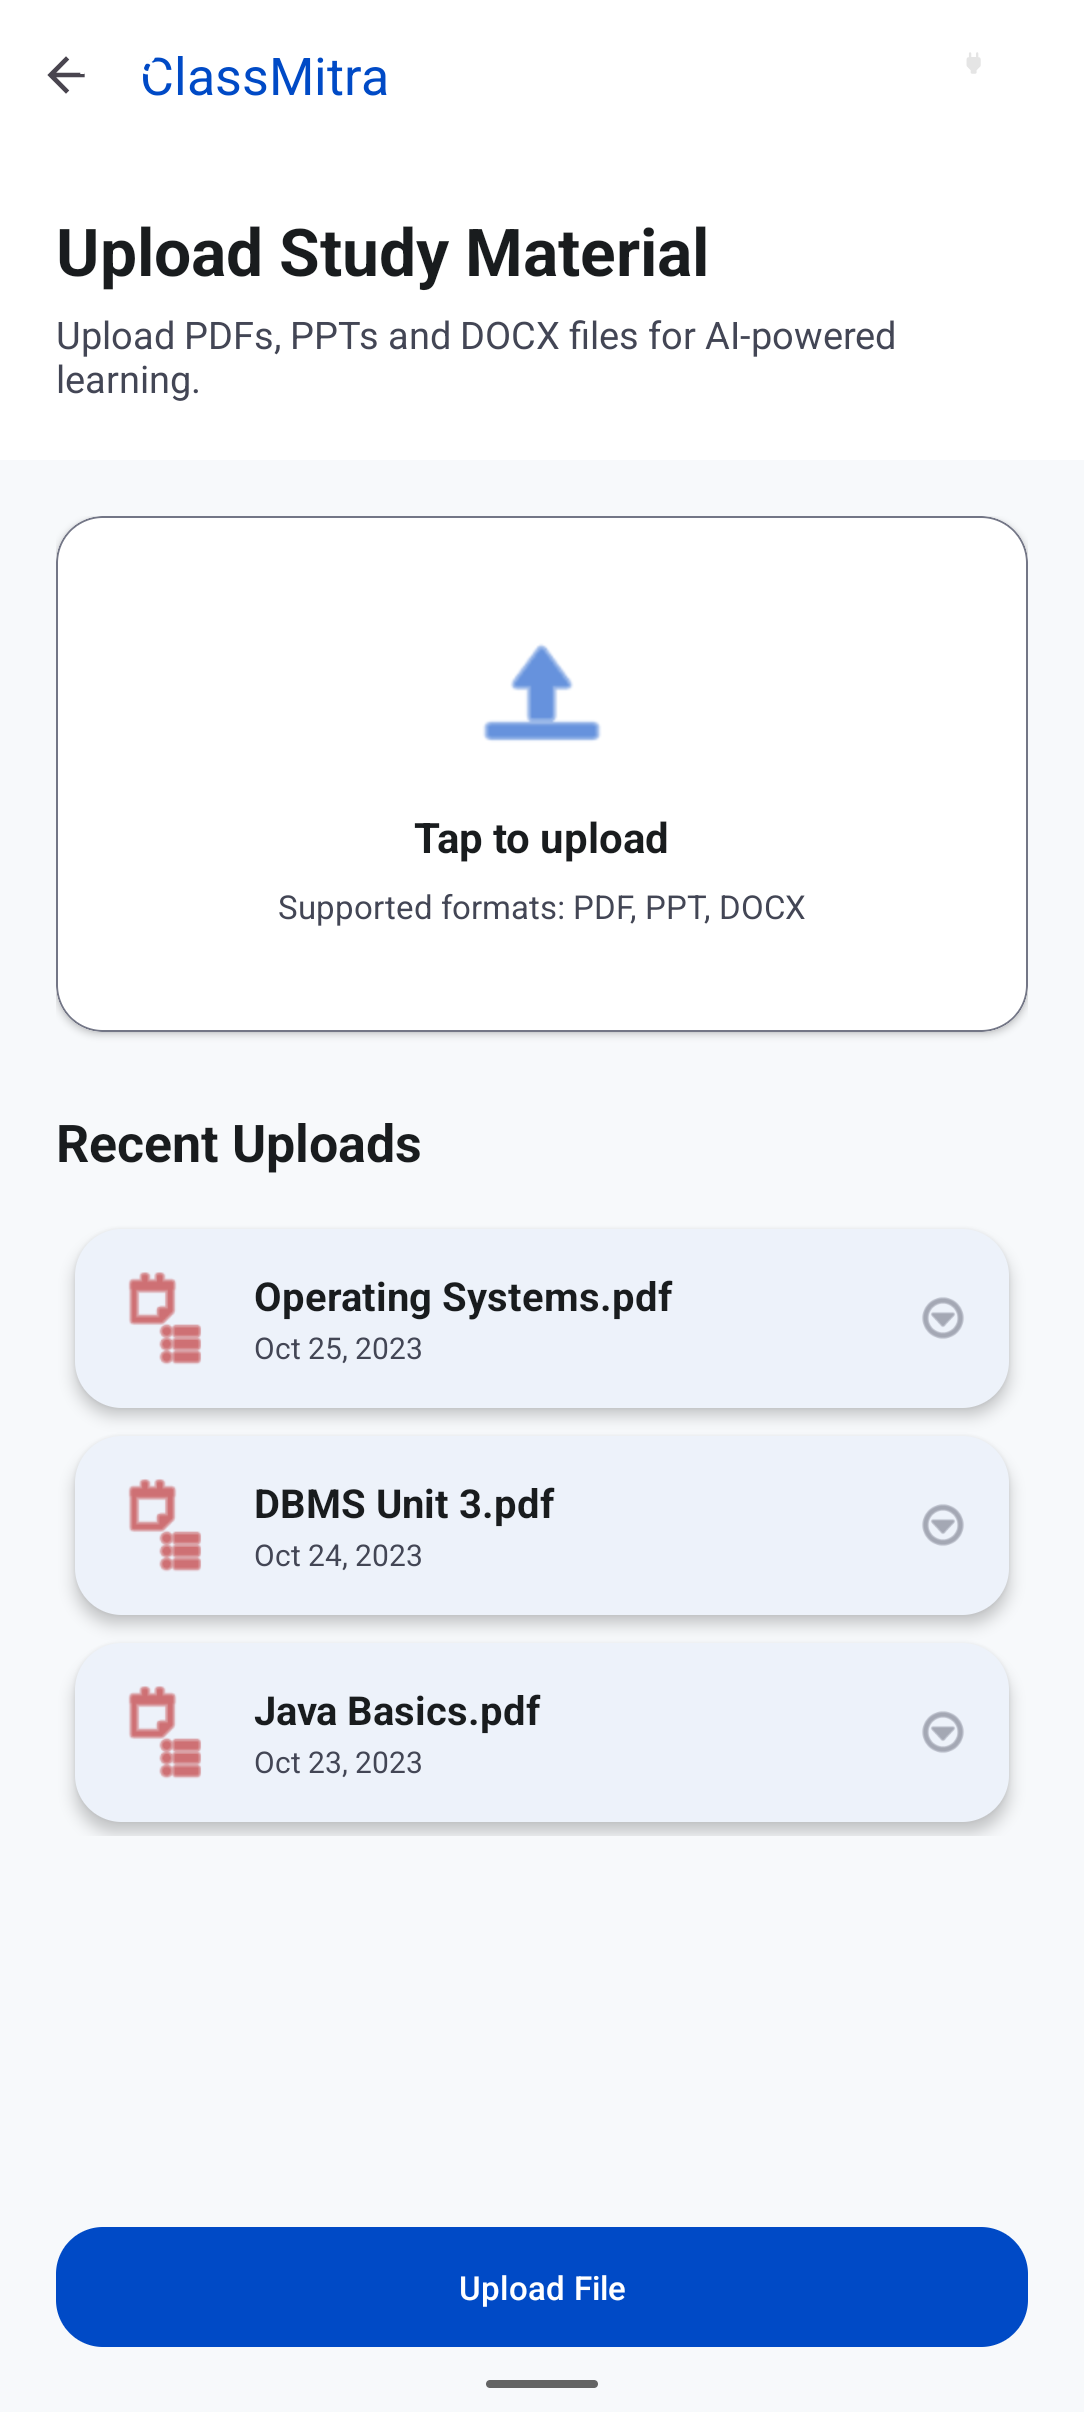 ClassMitra
Upload Study Material
Upload PDFs, PPTs and DOCX files for AI-powered
learning.
Tap to upload
Supported formats: PDF, PPT, DOCX
Recent Uploads
Operating Systems.pdf
Oct 25, 2023
DBMS Unit 3.pdf
Oct 24, 2023
Java Basics.pdf
Oct 23, 2023
Upload File